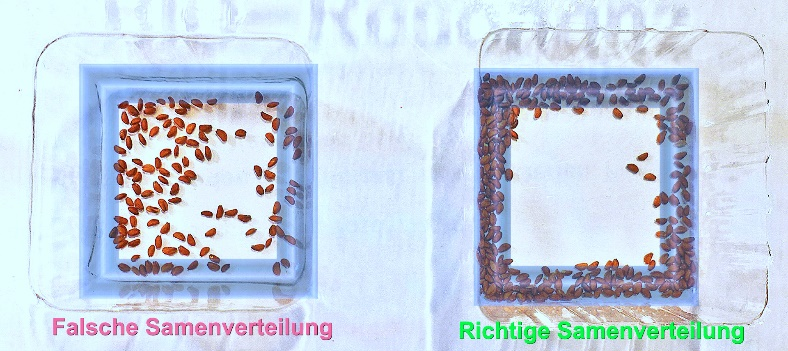 Falsche Samenverteilung
Richtige Samenverteilung